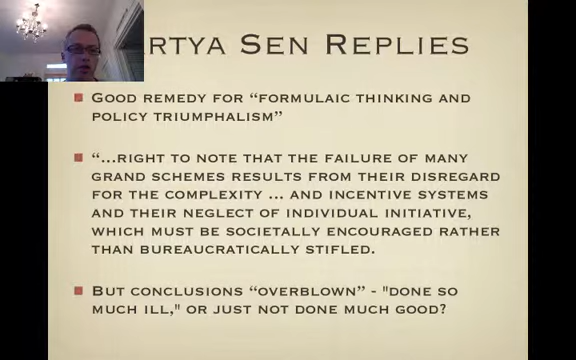 RTYA SEN REPLIES
GOOD REMEDY FOR “FORMULAIC THINKING AND
POLICY TRIUMPHALISM”
“...RIGHT TO NOTE THAT THE FAILURE OF MANY
GRAND SCHEMES RESULTS FROM THEIR DISREGARD
FOR THE COMPLEXITY ... AND INCENTIVE SYSTEMS
AND THEIR NEGLECT OF INDIVIDUAL INITIATIVE,
WHICH MUST BE SOCIETALLY ENCOURAGED RATHER
THAN BUREAUCRATICALLY STIFLED.
BUT CONCLUSIONS “OVERBLOWN” - "DONE SO
MUCH ILL," OR JUST NOT DONE MUCH GOOD?